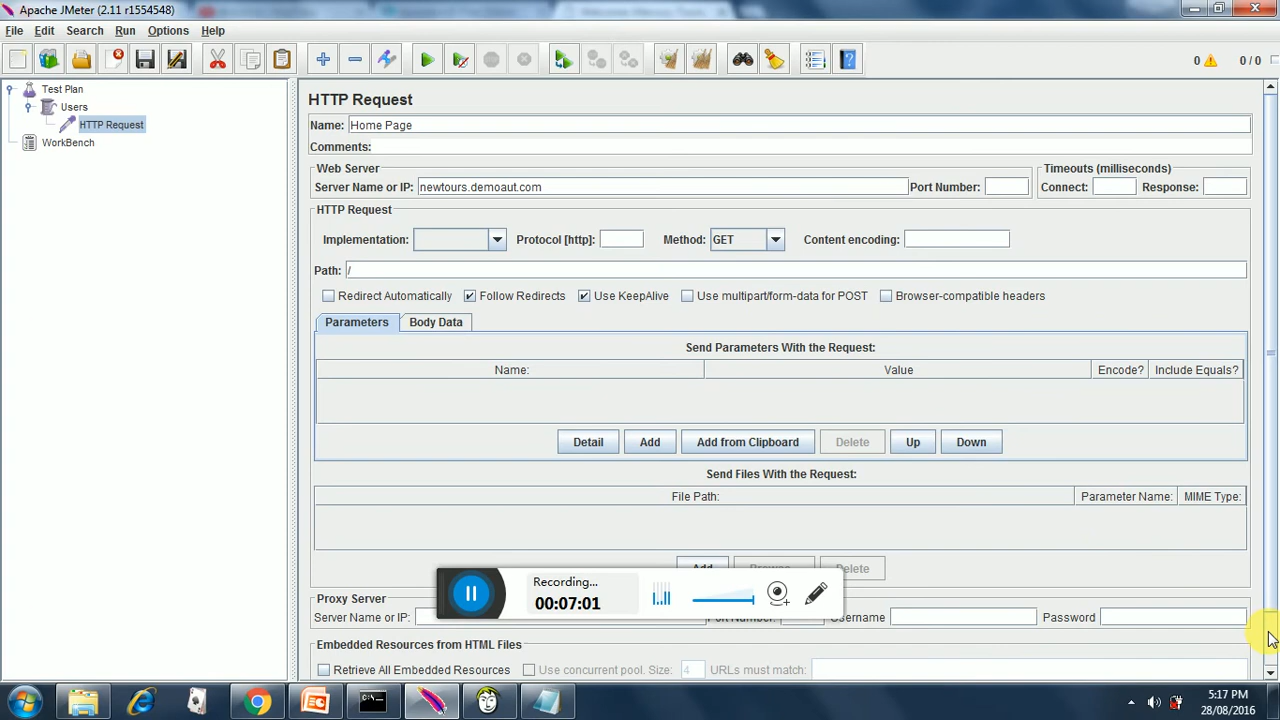 Apache JMeter (2.11 r1554548)
File Edit Search Run Options Help
0 0 / 0
Test Plan
Users
HTTP Request
WorkBench
HTTP Request
Name: Home Page
Comments:
Web Server
Timeouts (milliseconds)
Server Name or IP: newtours.demoaut.com Port Number: Connect: Response:
HTTP Request
Implementation: Protocol [http]: Method: GET Content encoding:
Path: /
Redirect Automatically Follow Redirects Use KeepAlive Use multipart/form-data for POST Browser-compatible headers
Parameters Body Data
Send Parameters With the Request:
Name: Value Encode? Include Equals?
Detail Add Add from Clipboard Delete Up Down
Send Files With the Request:
File Path: Parameter Name: MIME Type:
Add Browse... Delete
Recording...
00:07:01
Proxy Server
Server Name or IP: Port Number: Username Password
Embedded Resources from HTML Files
Retrieve All Embedded Resources Use concurrent pool. Size: 4 URLs must match:
5:17 PM
28/08/2016